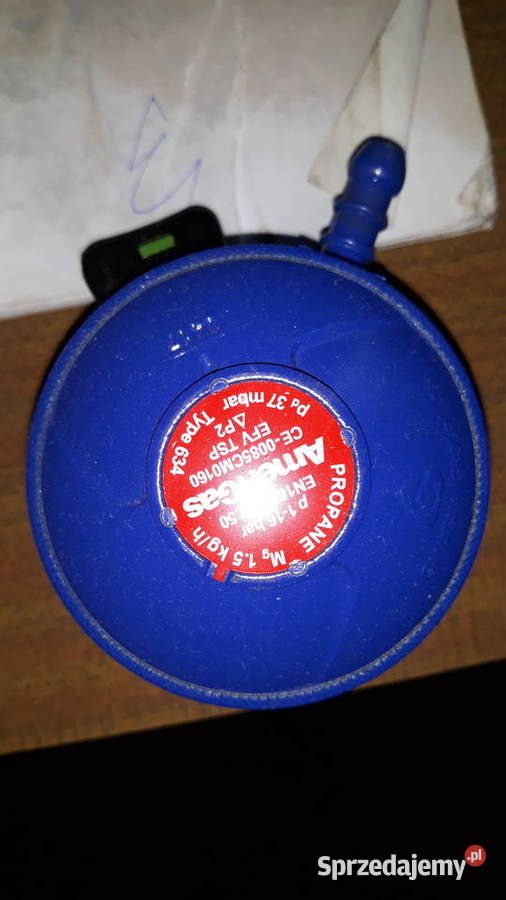 PROPANE Mg 1.5 kg/h
Type 634 pd 37 mbar
ΔP2
EFV TSP
CE-0085CM0160
AmeriGas
p 1-16 bar
Sprzedajemy.pl